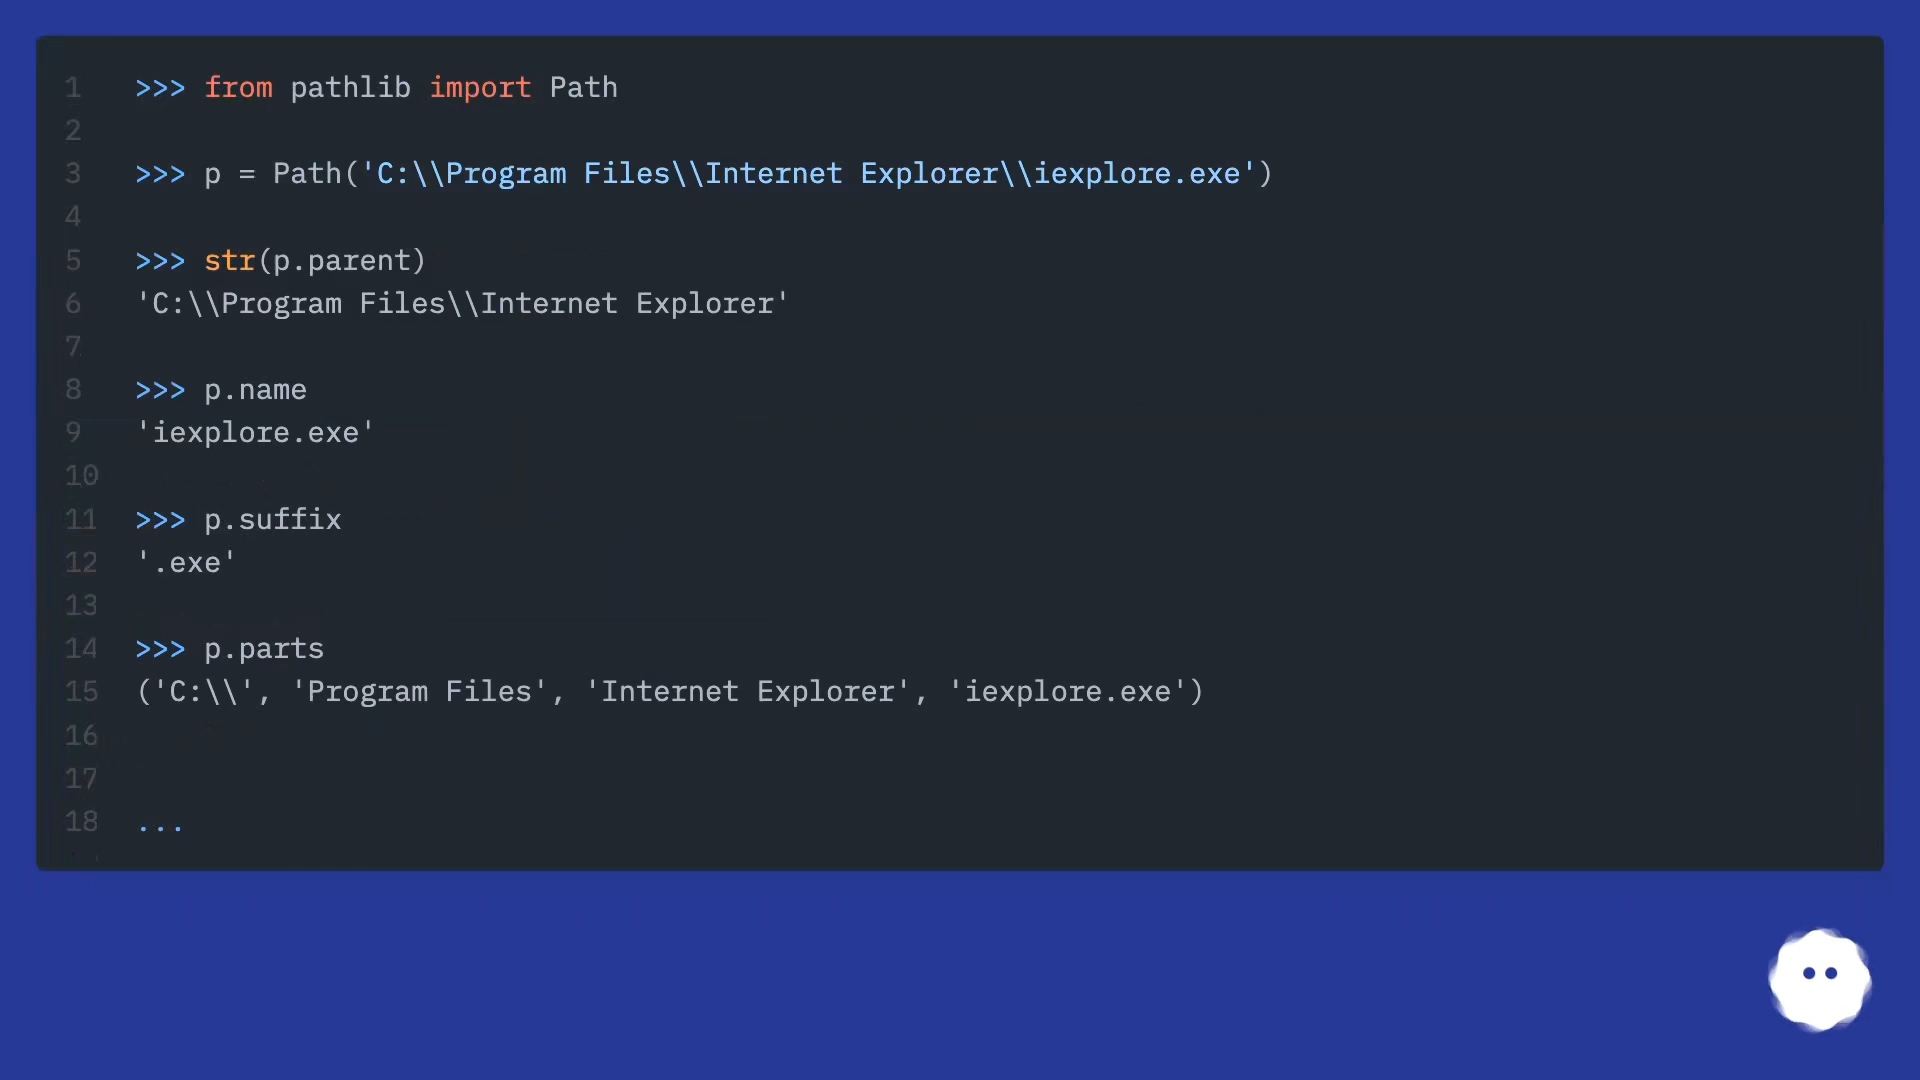 1 >>> from pathlib import Path
2
3 >>> p = Path('C:\\Program Files\\Internet Explorer\\iexplore.exe')
4
5 >>> str(p.parent)
6 'C:\\Program Files\\Internet Explorer'
7
8 >>> p.name
9 'iexplore.exe'
10
11 >>> p.suffix
12 '.exe'
13
14 >>> p.parts
15 ('C:\\', 'Program Files', 'Internet Explorer', 'iexplore.exe')
16
17
18 ...